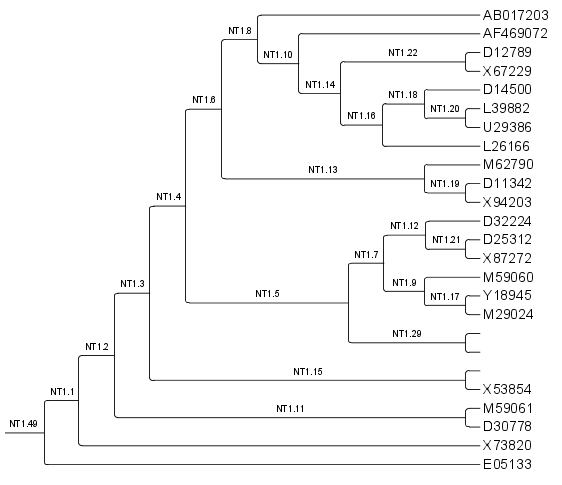 AB017203
NT1.8
AF469072
NT1.10
NT1.22
D12789
X67229
NT1.14
D14500
NT1.18
NT1.6
L39882
NT1.20
NT1.16
U29386
L26166
M62790
NT1.13
D11342
NT1.19
X94203
NT1.4
D32224
NT1.12
D25312
NT1.21
NT1.7
X87272
M59060
NT1.3
NT1.9
NT1.5
Y18945
NT1.17
M29024
NT1.29
NT1.2
NT1.15
X53854
NT1.1
NT1.11
M59061
NT1.49
D30778
X73820
E05133